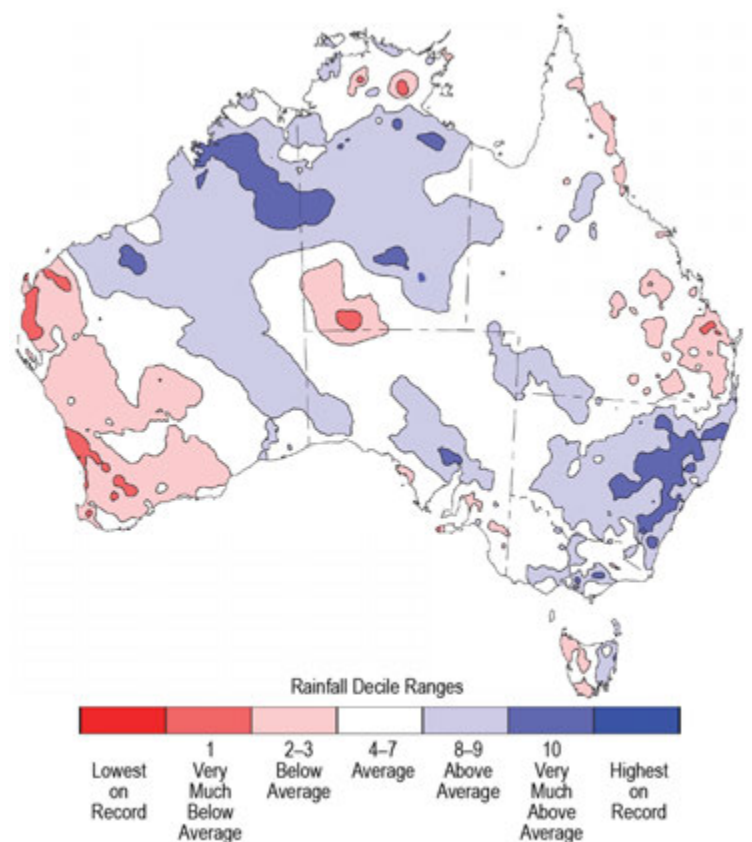 Rainfall Decile Ranges
1 2–3 4–7 8–9 10
Lowest Very Below Average Above Very Highest
on Much Average Average Much on
Record Below Above Record
Average Average